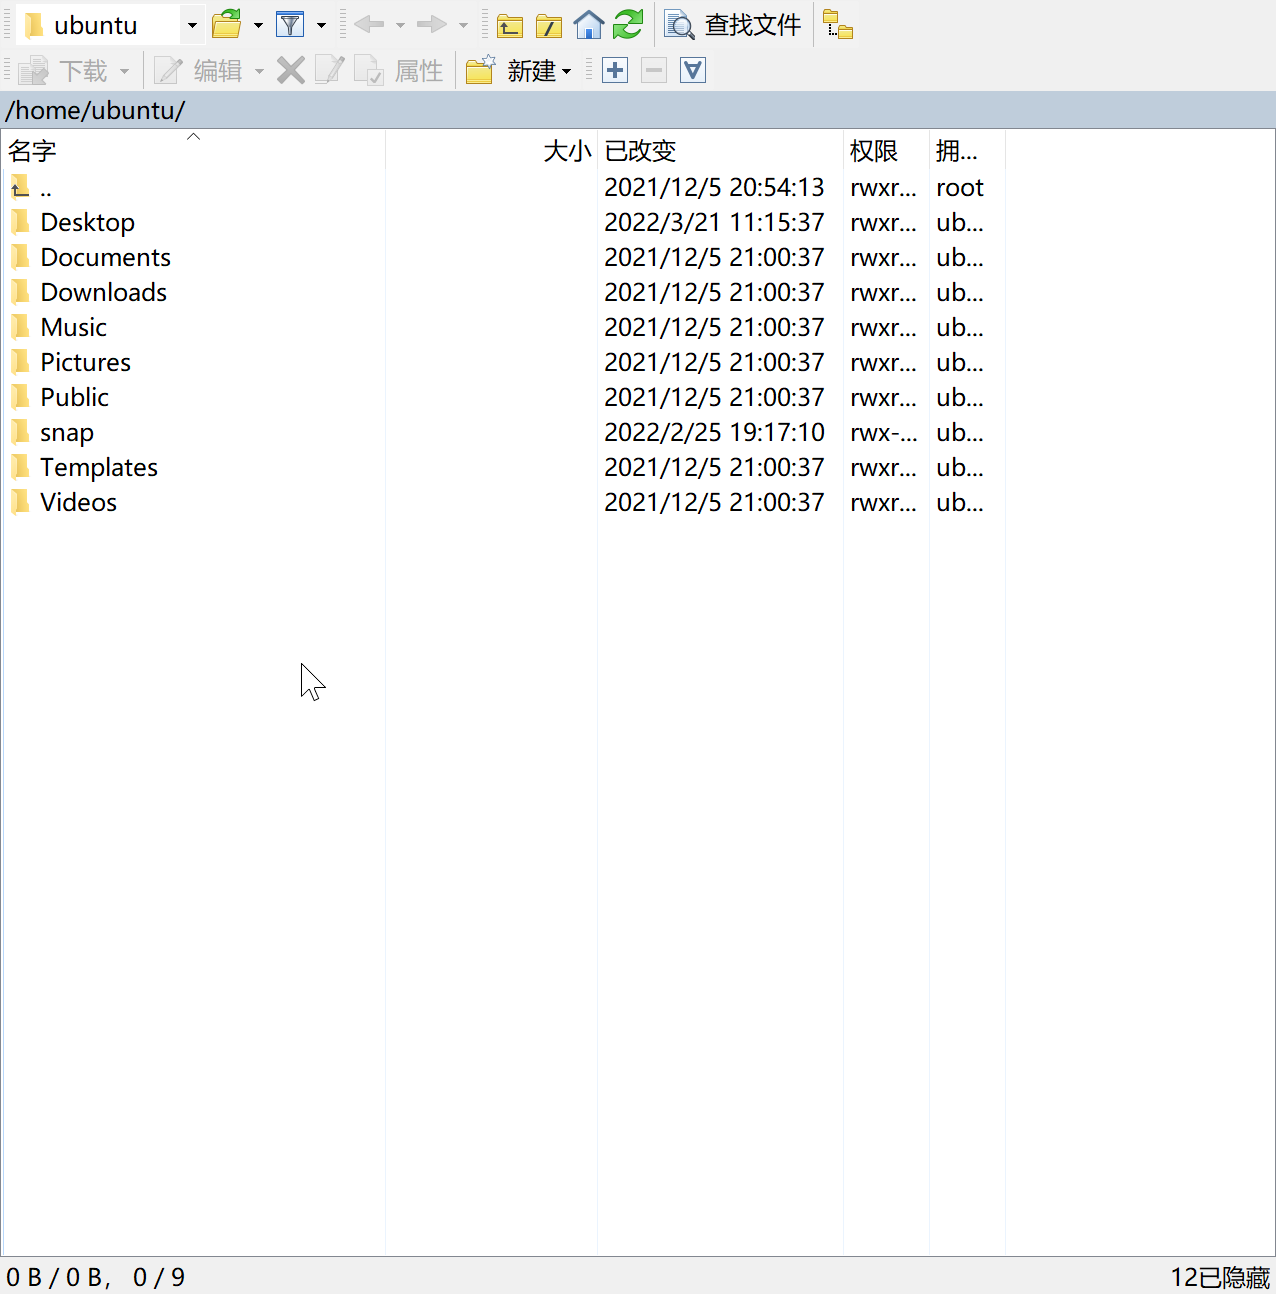 ubuntu 查找文件
下载 编辑 属性 新建
/home/ubuntu/
名字 大小 已改变 权限 拥...
.. 2021/12/5 20:54:13 rwxr... root
Desktop 2022/3/21 11:15:37 rwxr... ub...
Documents 2021/12/5 21:00:37 rwxr... ub...
Downloads 2021/12/5 21:00:37 rwxr... ub...
Music 2021/12/5 21:00:37 rwxr... ub...
Pictures 2021/12/5 21:00:37 rwxr... ub...
Public 2021/12/5 21:00:37 rwxr... ub...
snap 2022/2/25 19:17:10 rwx-... ub...
Templates 2021/12/5 21:00:37 rwxr... ub...
Videos 2021/12/5 21:00:37 rwxr... ub...
0 B / 0 B， 0 / 9 12已隐藏